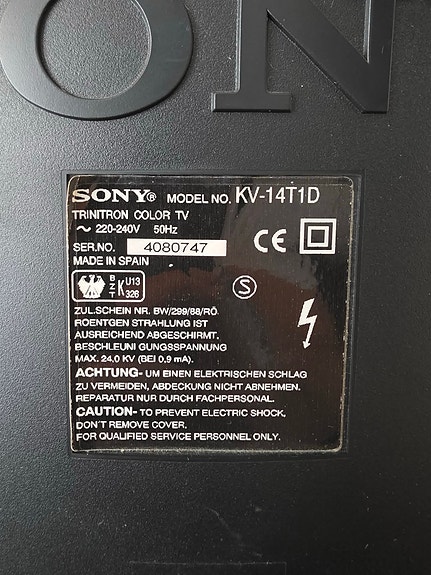 ON
SONY® MODEL NO. KV-14T1D
TRINITRON COLOR TV
~ 220-240V 50Hz
SER.NO. 4080747
MADE IN SPAIN
CE
BZT K U13 326
S
ZUL.SCHEIN NR. BW/299/88/RÖ
ROENTGEN STRAHLUNG IST
AUSREICHEND ABGESCHIRMT.
BESCHLEUNI GUNGSSPANNUNG
MAX. 24,0 KV (BEI 0,9 mA).
ACHTUNG- UM EINEN ELEKTRISCHEN SCHLAG
ZU VERMEIDEN, ABDECKUNG NICHT ABNEHMEN.
REPARATUR NUR DURCH FACHPERSONAL.
CAUTION- TO PREVENT ELECTRIC SHOCK,
DON'T REMOVE COVER.
FOR QUALIFIED SERVICE PERSONNEL ONLY.